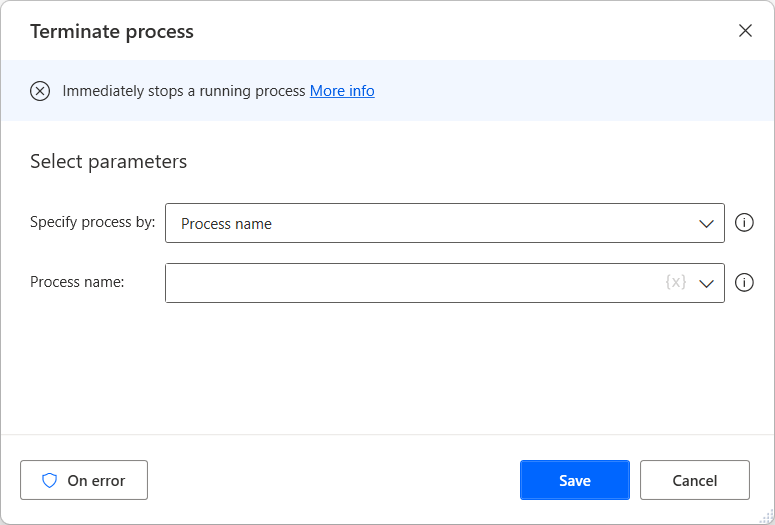 Terminate process
Immediately stops a running process More info
Select parameters
Specify process by: Process name
Process name: {x}
On error Save Cancel